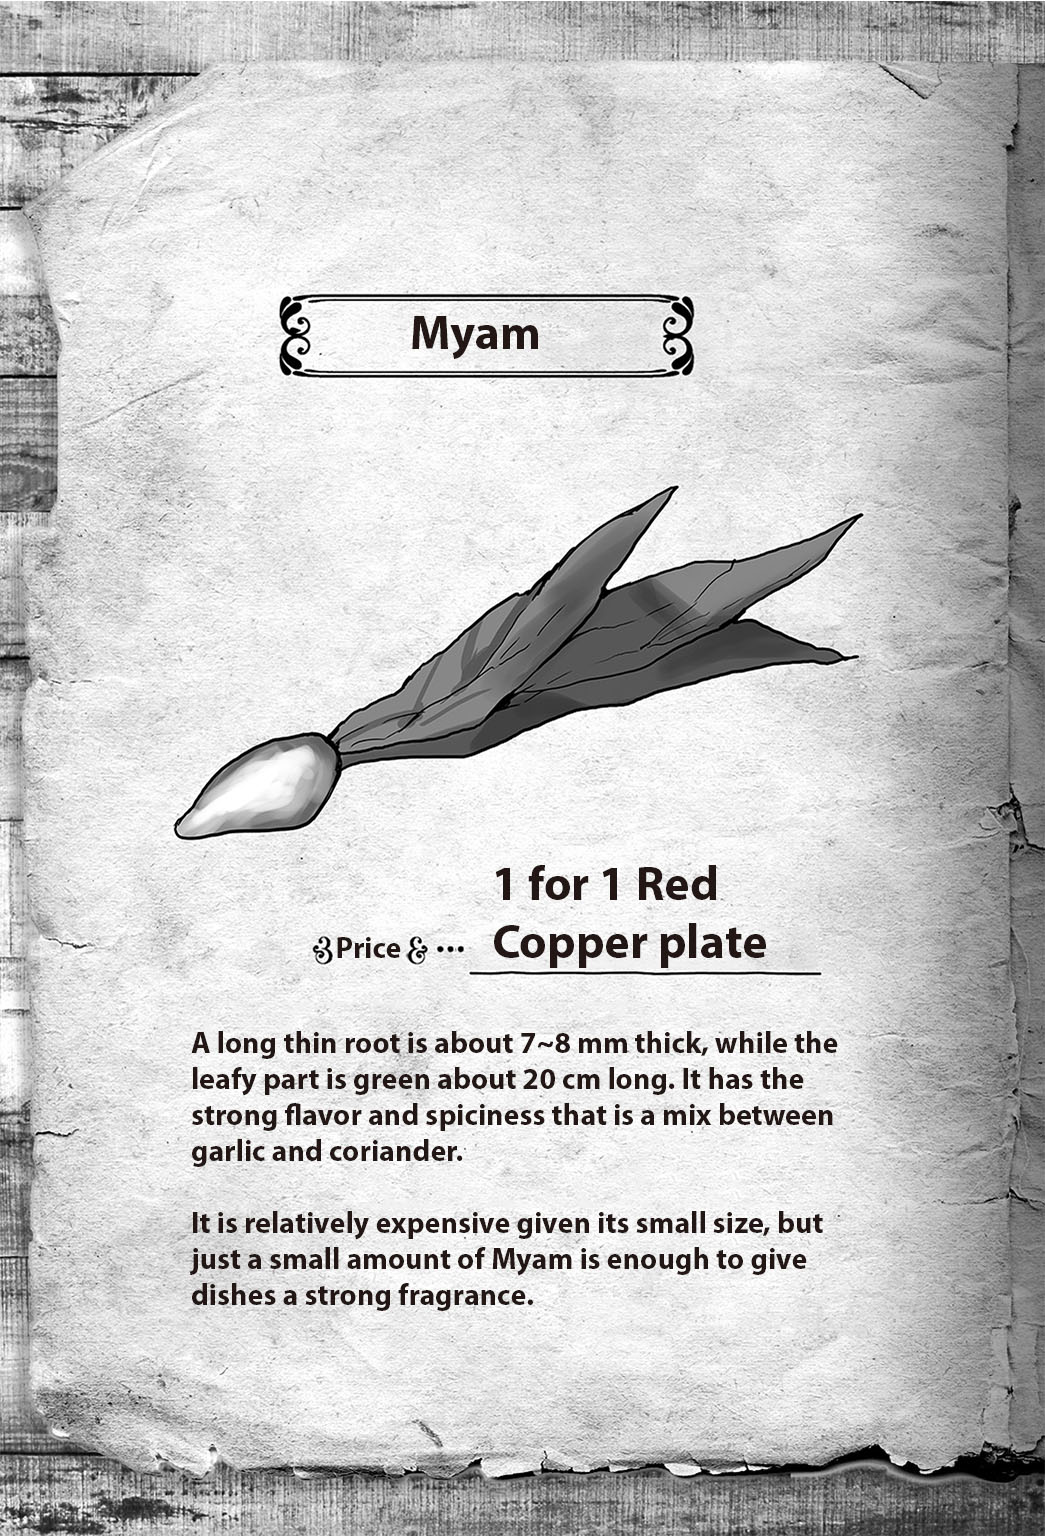 Myam
1 for 1 Red
Price ... Copper plate
A long thin root is about 7~8 mm thick, while the
leafy part is green about 20 cm long. It has the
strong flavor and spiciness that is a mix between
garlic and coriander.
It is relatively expensive given its small size, but
just a small amount of Myam is enough to give
dishes a strong fragrance.